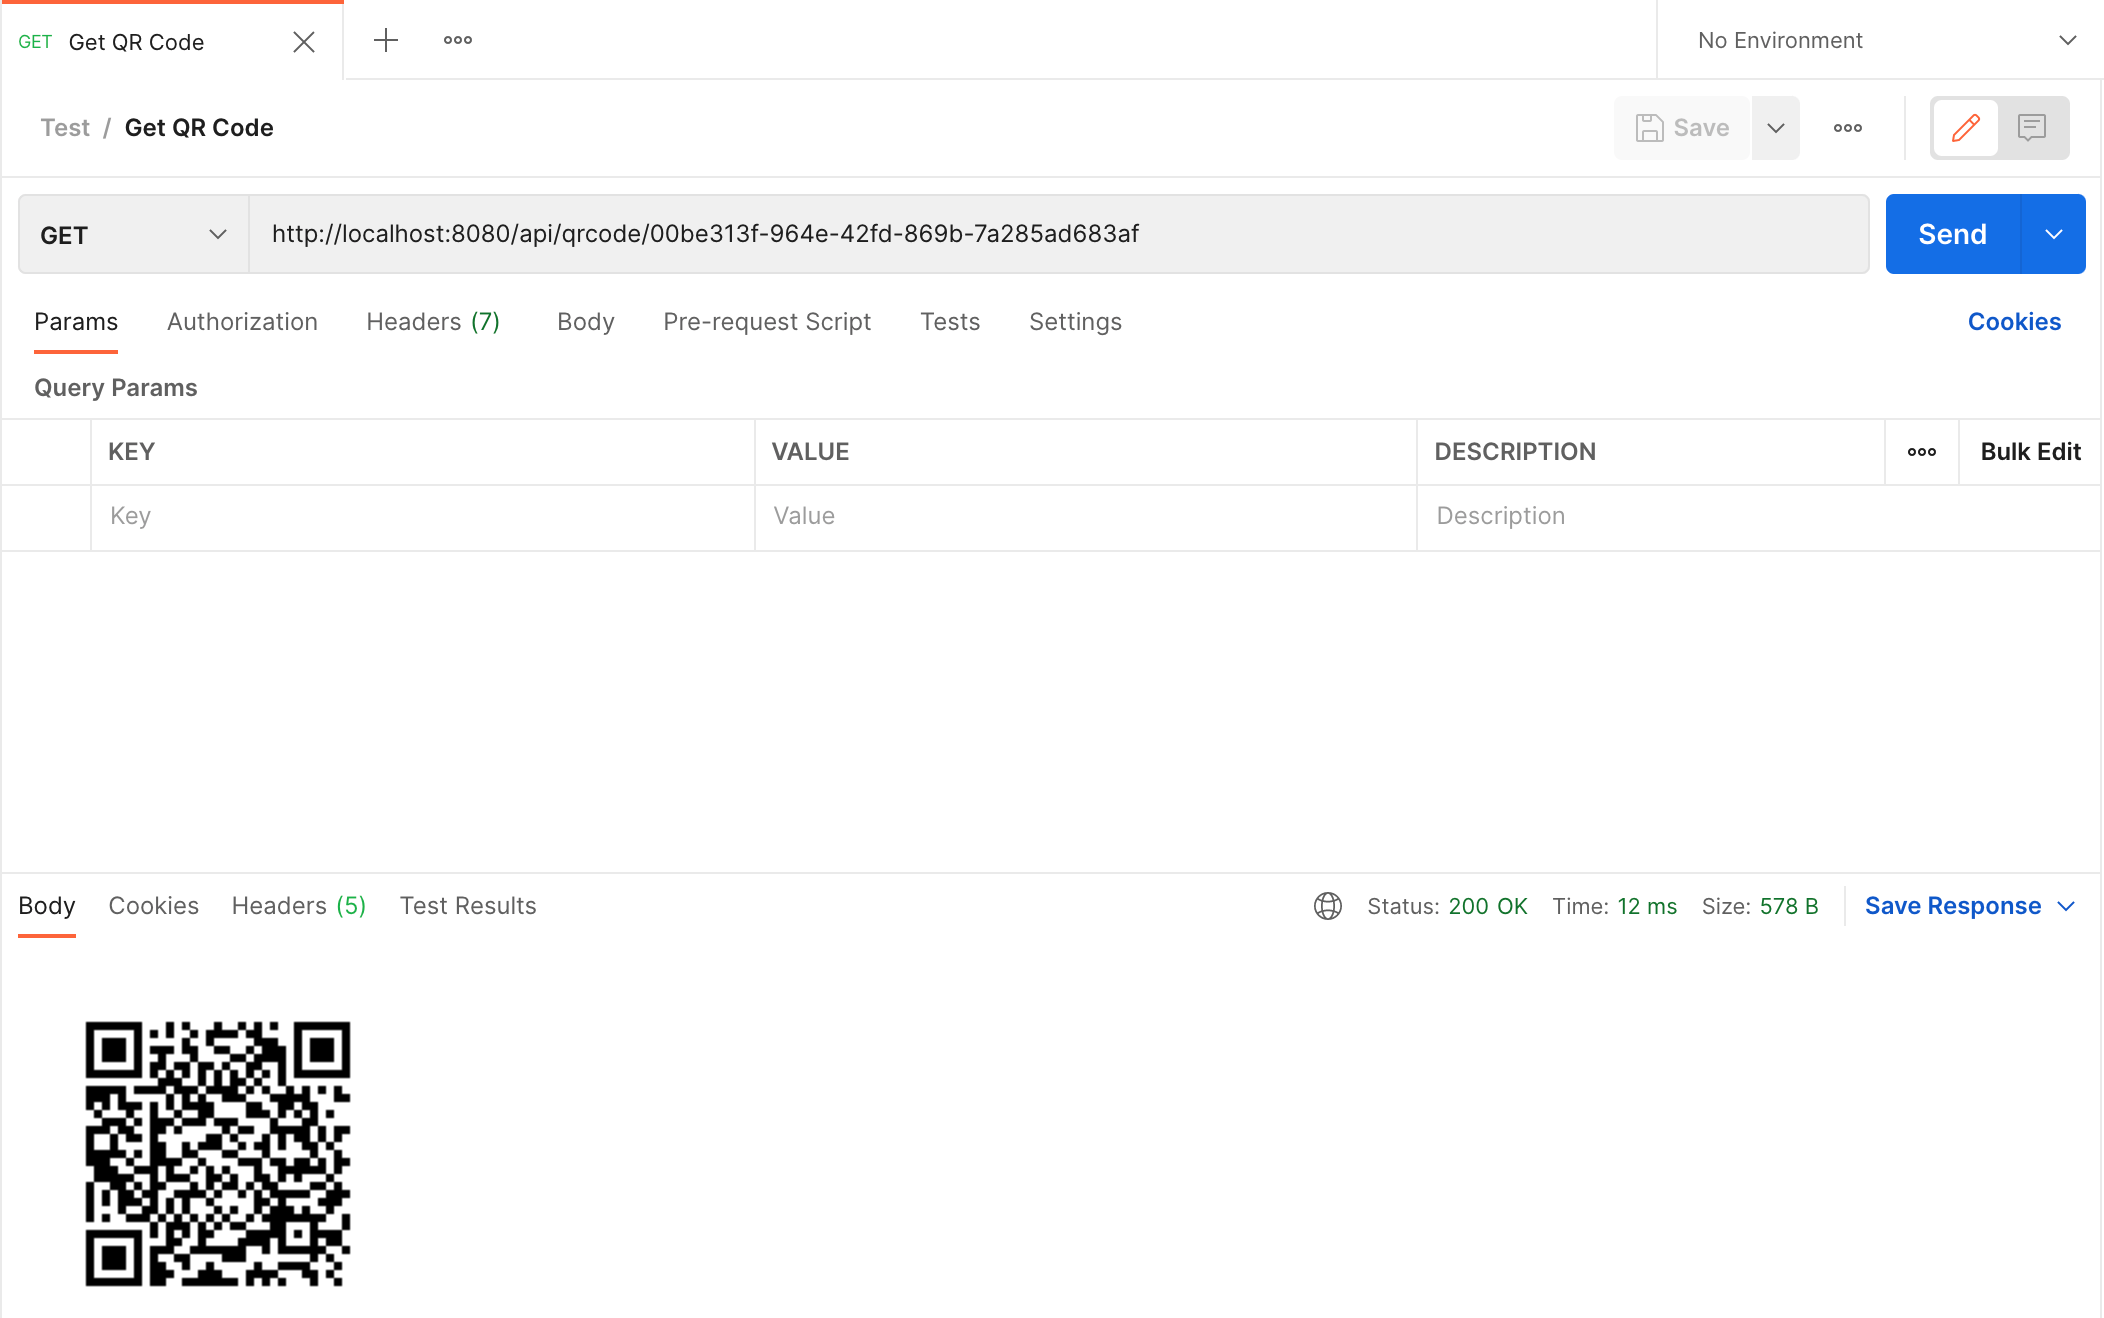 GET Get QR Code
No Environment
Test / Get QR Code
Save
GET
http://localhost:8080/api/qrcode/00be313f-964e-42fd-869b-7a285ad683af
Send
Params Authorization Headers (7) Body Pre-request Script Tests Settings Cookies
Query Params
KEY VALUE DESCRIPTION Bulk Edit
Key Value Description
Body Cookies Headers (5) Test Results Status: 200 OK Time: 12 ms Size: 578 B Save Response